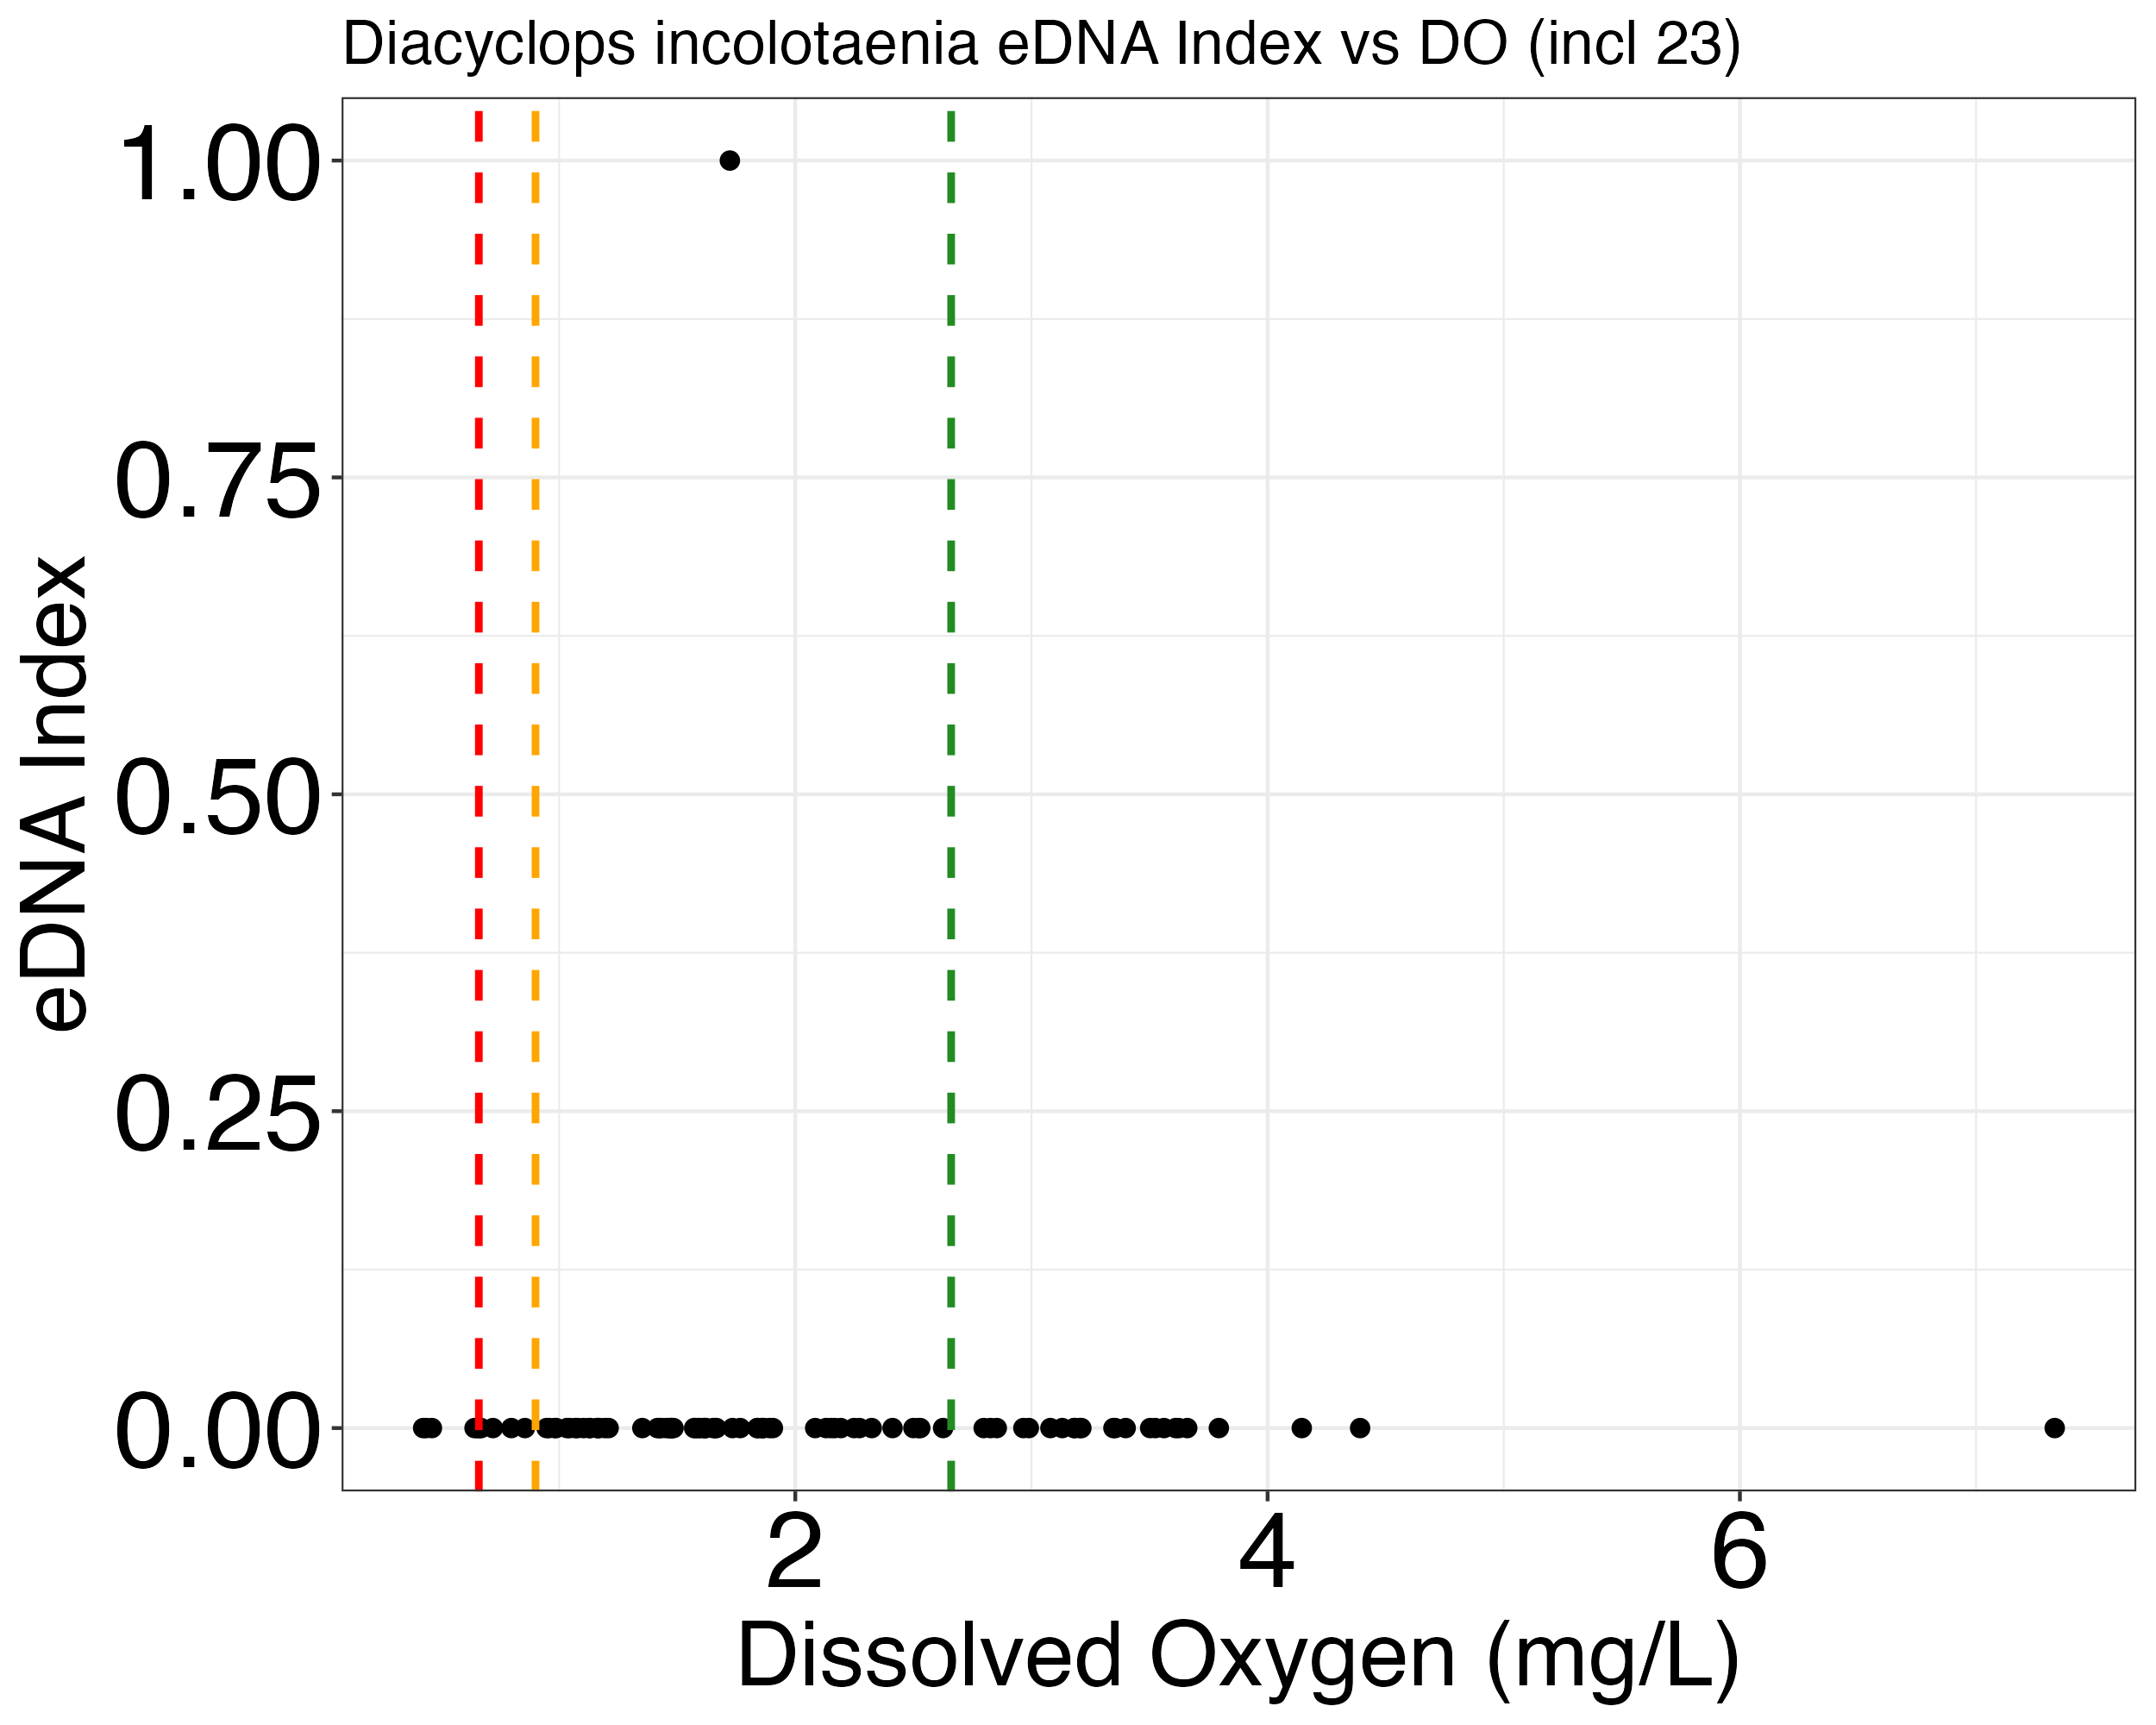 Diacyclops incolotaenia eDNA Index vs DO (incl 23)
1.00
0.75
0.50
0.25
0.00
eDNA Index
2 4 6
Dissolved Oxygen (mg/L)